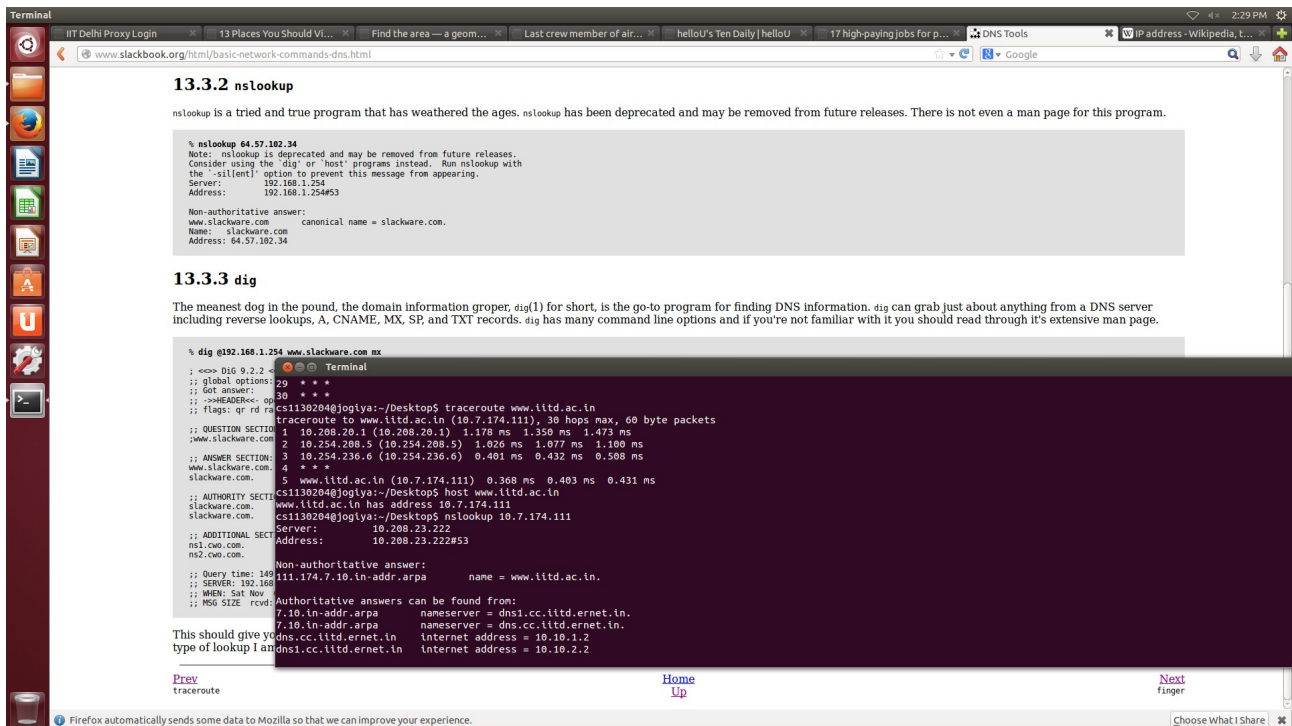 Terminal
2:29 PM
IIT Delhi Proxy Login
13 Places You Should Vi...
Find the area — a geom...
Last crew member of air...
helloU's Ten Daily | helloU
17 high-paying jobs for p...
DNS Tools
IP address - Wikipedia, t...
www.slackbook.org/html/basic-network-commands-dns.html
Google
13.3.2 nslookup
nslookup is a tried and true program that has weathered the ages. nslookup has been deprecated and may be removed from future releases. There is not even a man page for this program.
% nslookup 64.57.102.34
Note:  nslookup is deprecated and may be removed from future releases.
Consider using the `dig' or `host' programs instead.  Run nslookup with
the `-sil[ent]' option to prevent this message from appearing.
Server:         192.168.1.254
Address:        192.168.1.254#53
Non-authoritative answer:
www.slackware.com       canonical name = slackware.com.
Name:   slackware.com
Address: 64.57.102.34
13.3.3 dig
The meanest dog in the pound, the domain information groper, dig(1) for short, is the go-to program for finding DNS information. dig can grab just about anything from a DNS server
including reverse lookups, A, CNAME, MX, SP, and TXT records. dig has many command line options and if you're not familiar with it you should read through it's extensive man page.
% dig @192.168.1.254 www.slackware.com mx
; <<>> DiG 9.2.2 <
;; global options:
;; Got answer:
;; ->>HEADER<<- op
;; flags: qr rd ra
;; QUESTION SECTIO
;www.slackware.com
;; ANSWER SECTION:
www.slackware.com.
slackware.com.
;; AUTHORITY SECTI
slackware.com.
slackware.com.
;; ADDITIONAL SECT
ns1.cwo.com.
ns2.cwo.com.
;; Query time: 149
;; SERVER: 192.168
;; WHEN: Sat Nov
;; MSG SIZE  rcvd:
This should give yo
type of lookup I an
Terminal
29  * * *
30  * * *
cs1130204@jogiya:~/Desktop$ traceroute www.iitd.ac.in
traceroute to www.iitd.ac.in (10.7.174.111), 30 hops max, 60 byte packets
1  10.208.20.1 (10.208.20.1)  1.178 ms  1.350 ms  1.473 ms
2  10.254.208.5 (10.254.208.5)  1.026 ms  1.077 ms  1.100 ms
3  10.254.236.6 (10.254.236.6)  0.401 ms  0.432 ms  0.508 ms
4  * * *
5  www.iitd.ac.in (10.7.174.111)  0.368 ms  0.403 ms  0.431 ms
cs1130204@jogiya:~/Desktop$ host www.iitd.ac.in
www.iitd.ac.in has address 10.7.174.111
cs1130204@jogiya:~/Desktop$ nslookup 10.7.174.111
Server:         10.208.23.222
Address:        10.208.23.222#53
Non-authoritative answer:
111.174.7.10.in-addr.arpa       name = www.iitd.ac.in.
Authoritative answers can be found from:
7.10.in-addr.arpa       nameserver = dns1.cc.iitd.ernet.in.
7.10.in-addr.arpa       nameserver = dns.cc.iitd.ernet.in.
dns.cc.iitd.ernet.in    internet address = 10.10.1.2
dns1.cc.iitd.ernet.in   internet address = 10.10.2.2
Prev
Home
Next
traceroute
Up
finger
Firefox automatically sends some data to Mozilla so that we can improve your experience.
Choose What I Share